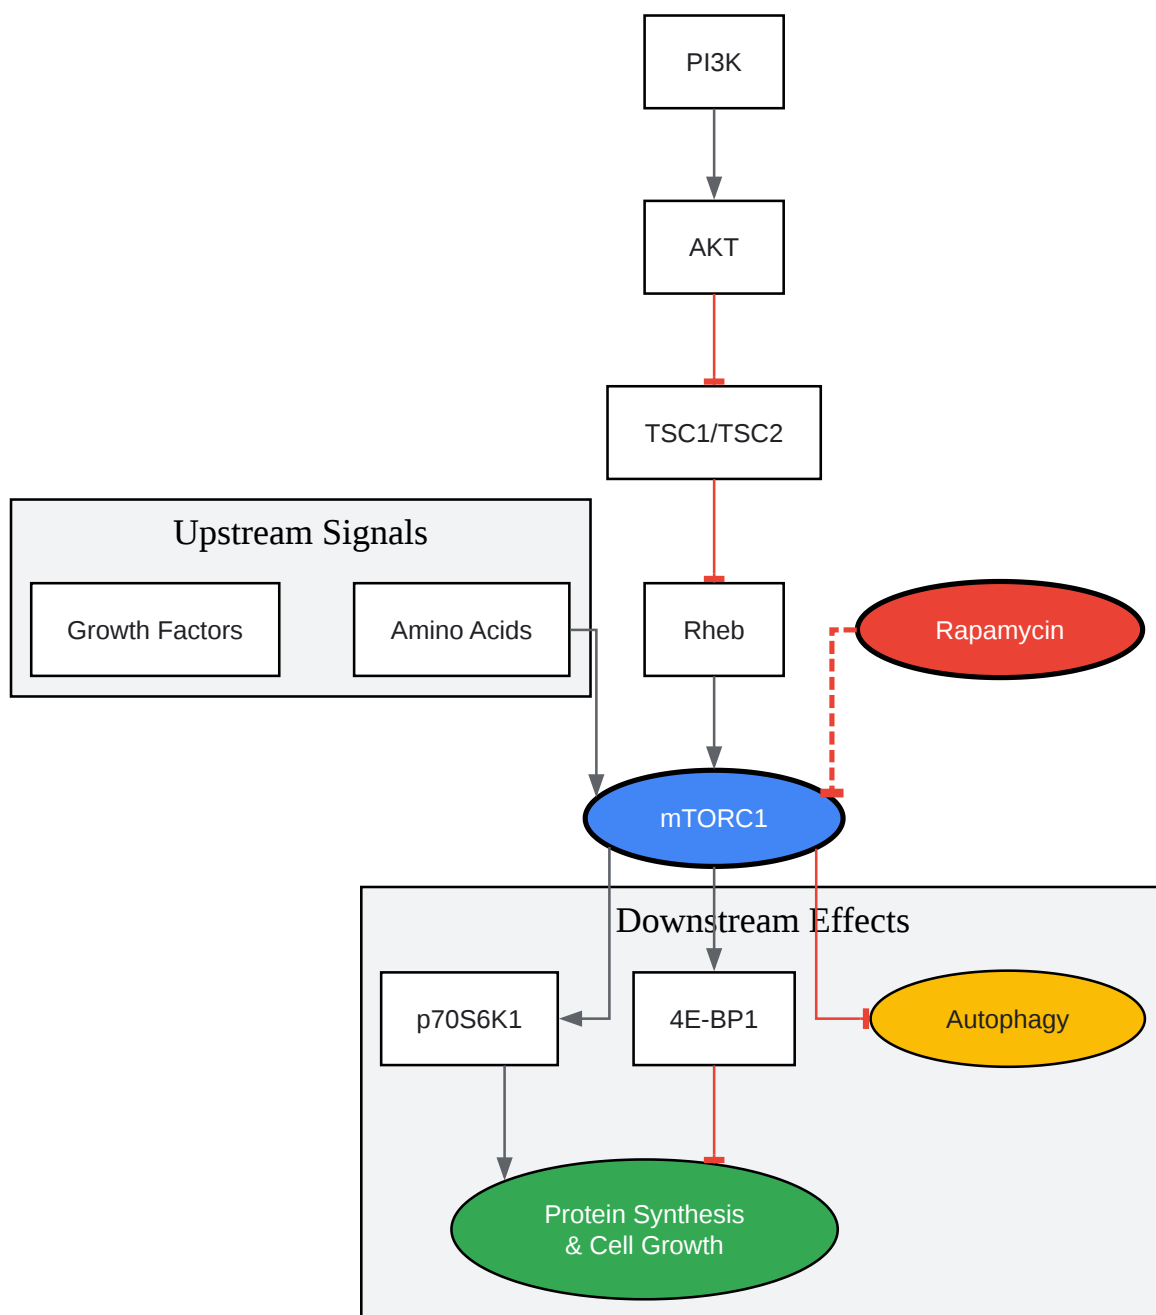 PI3K
AKT
TSC1/TSC2
Upstream Signals
Growth Factors
Amino Acids
Rheb
Rapamycin
mTORC1
Downstream Effects
p70S6K1
4E-BP1
Autophagy
Protein Synthesis
& Cell Growth